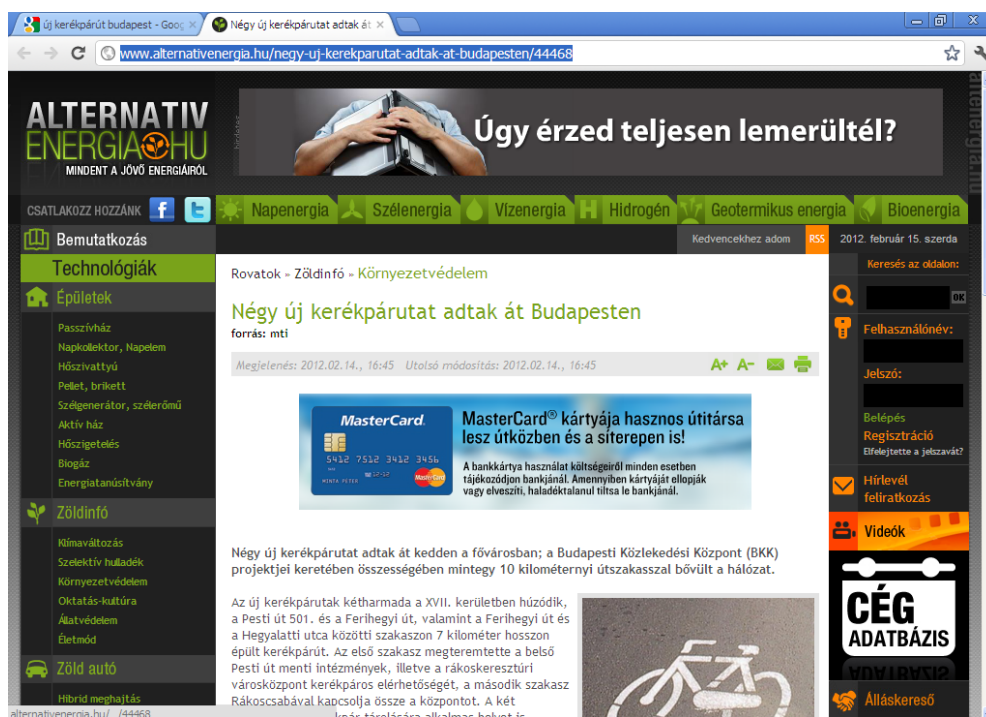 új kerékpárút budapest - Goog
Négy új kerékpárutat adtak át
www.alternativenergia.hu/negy-uj-kerekparutat-adtak-at-budapesten/44468
ALTERNATIV
ENERGIA HU
MINDENT A JÖVŐ ENERGIÁIRÓL
hirdetés
Úgy érzed teljesen lemerültél?
CSATLAKOZZ HOZZÁNK
Napenergia
Szélenergia
Vízenergia
Hidrogén
Geotermikus energia
Bioenergia
Bemutatkozás
Kedvencekhez adom
RSS
2012. február 15. szerda
Technológiák
Épületek
Passzívház
Napkollektor, Napelem
Hőszivattyú
Pellet, brikett
Szélgenerátor, szélerőmű
Aktív ház
Hőszigetelés
Biogáz
Energiatanúsítvány
Zöldinfó
Klímaváltozás
Szelektív hulladék
Környezetvédelem
Oktatás-kultúra
Állatvédelem
Életmód
Zöld autó
Hibrid meghajtás
alternativenergia.hu/…/44468
Rovatok » Zöldinfó » Környezetvédelem
Négy új kerékpárutat adtak át Budapesten
forrás: mti
Megjelenés: 2012.02.14., 16:45 Utolsó módosítás: 2012.02.14., 16:45
A+ A-
MasterCard
5412 7512 3412 3456
12-12
MINTA PETER
MasterCard
MasterCard® kártyája hasznos útitársa
lesz útközben és a síterepen is!
A bankkártya használat költségeiről minden esetben
tájékozódjon bankjánál. Amennyiben kártyáját ellopják
vagy elveszíti, haladéktalanul tiltsa le bankjánál.
Négy új kerékpárutat adtak át kedden a fővárosban; a Budapesti Közlekedési Központ (BKK)
projektjei keretében összességében mintegy 10 kilométernyi útszakasszal bővült a hálózat.
Az új kerékpárutak kétharmada a XVII. kerületben húzódik,
a Pesti út 501. és a Ferihegyi út, valamint a Ferihegyi út és
a Hegyalatti utca közötti szakaszon 7 kilométer hosszon
épült kerékpárút. Az első szakasz megteremtette a belső
Pesti út menti intézmények, illetve a rákoskeresztúri
városközpont kerékpáros elérhetőségét, a második szakasz
Rákoscsabával kapcsolja össze a központot. A két
Keresés az oldalon:
OK
Felhasználónév:
Jelszó:
Belépés
Regisztráció
Elfelejtette a jelszavát?
Hírlevél
feliratkozás
Videók
CÉG
ADATBÁZIS
Álláskereső